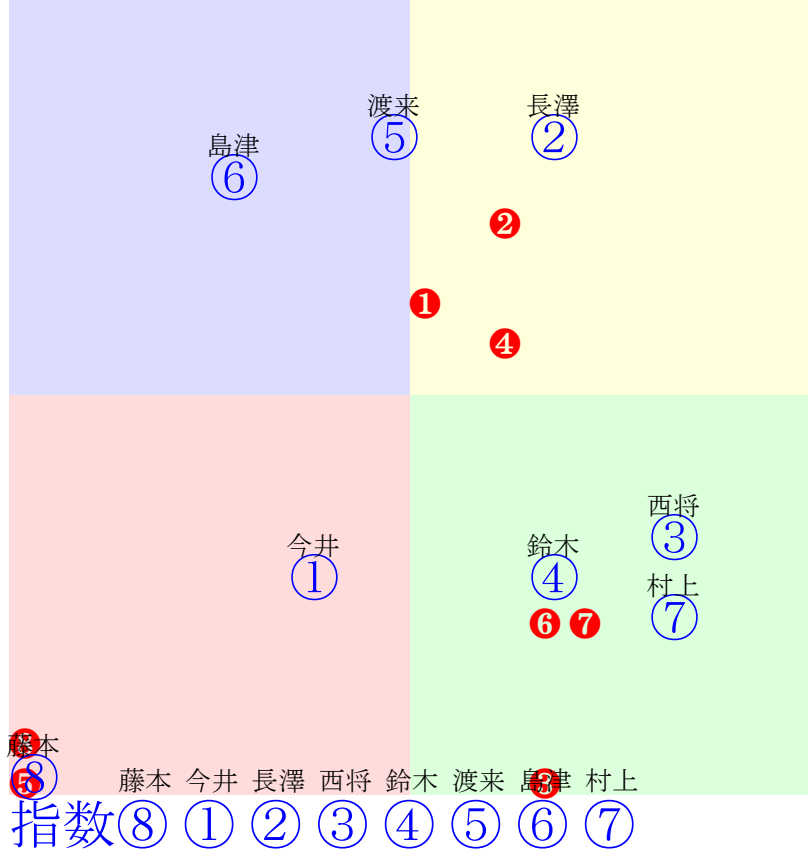 渡来 長澤
⑤ ②
島津
⑥
❷
❶
❹
西将
③
今井 鈴木
① ④
村上
⑦
❻ ❼
藤本
⑧
❺
藤本 今井 長澤 西将 鈴木 渡来 島津 村上
❸
指数⑧①②③④⑤⑥⑦